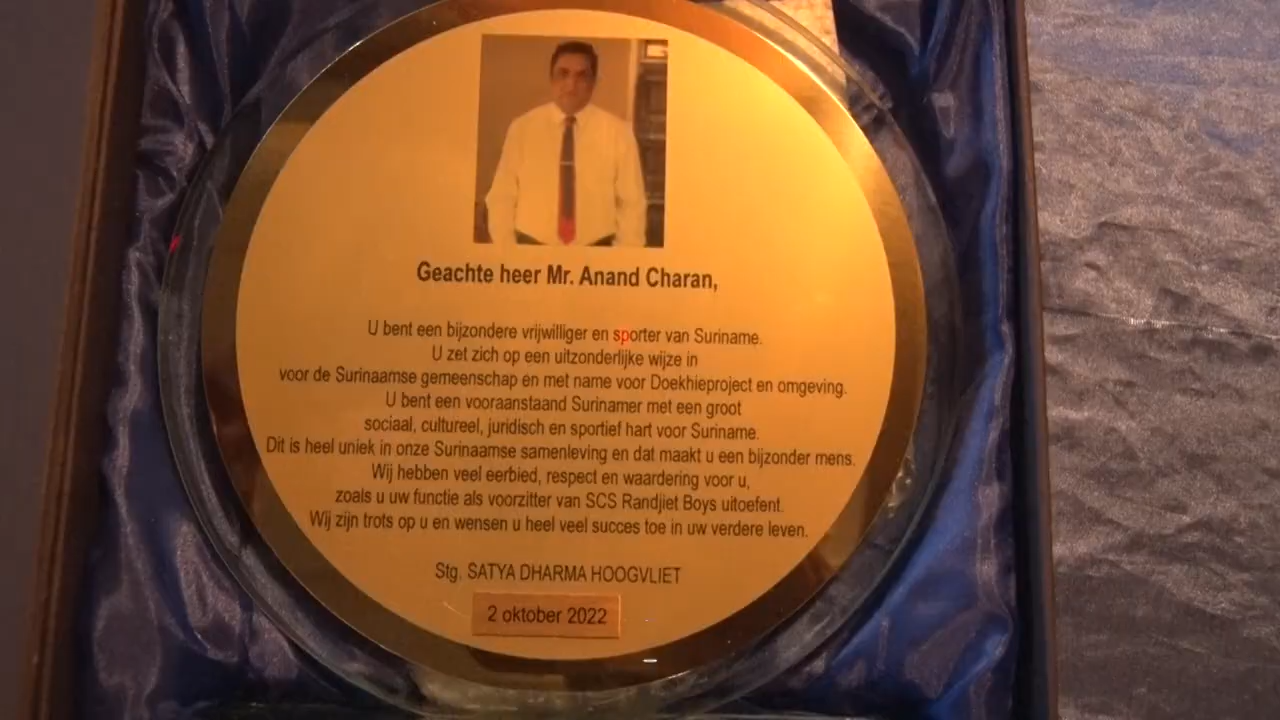 Geachte heer Mr. Anand Charan,
U bent een bijzondere vrijwilliger en sporter van Suriname.
U zet zich op een uitzonderlijke wijze in
voor de Surinaamse gemeenschap en met name voor Doekhieproject en omgeving.
U bent een vooraanstaand Surinamer met een groot
sociaal, cultureel, juridisch en sportief hart voor Suriname.
Dit is heel uniek in onze Surinaamse samenleving en dat maakt u een bijzonder mens.
Wij hebben veel eerbied, respect en waardering voor u,
zoals u uw functie als voorzitter van SCS Randjiet Boys uitoefent.
Wij zijn trots op u en wensen u heel veel succes toe in uw verdere leven.
Stg. SATYA DHARMA HOOGVLIET
2 oktober 2022